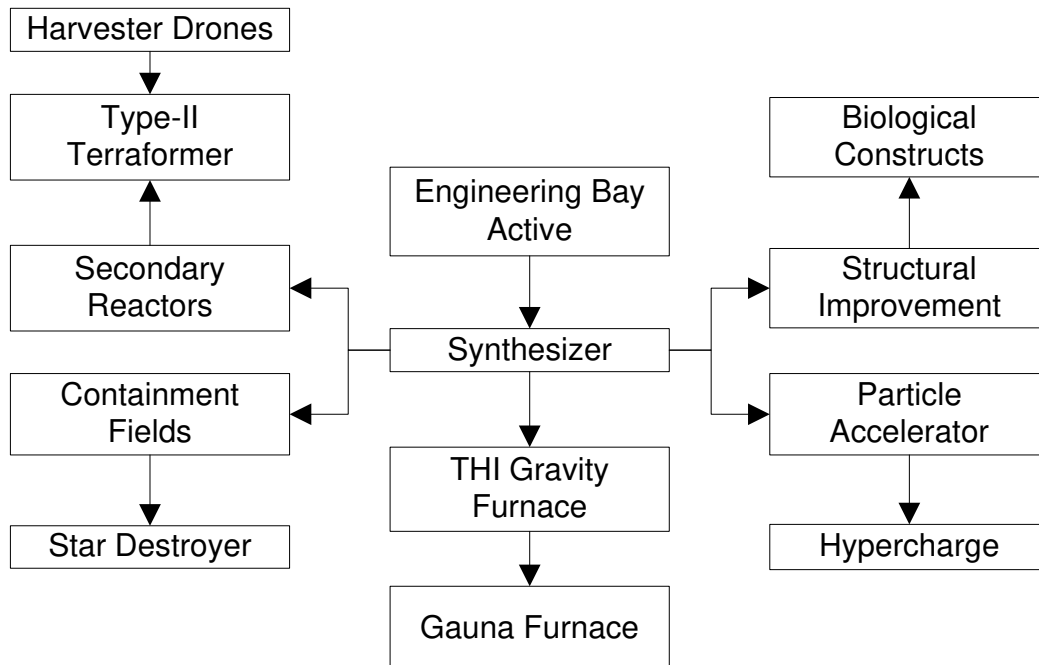 Harvester Drones
Type-II
Terraformer
Secondary
Reactors
Containment
Fields
Star Destroyer
Engineering Bay
Active
Synthesizer
THI Gravity
Furnace
Gauna Furnace
Biological
Constructs
Structural
Improvement
Particle
Accelerator
Hypercharge